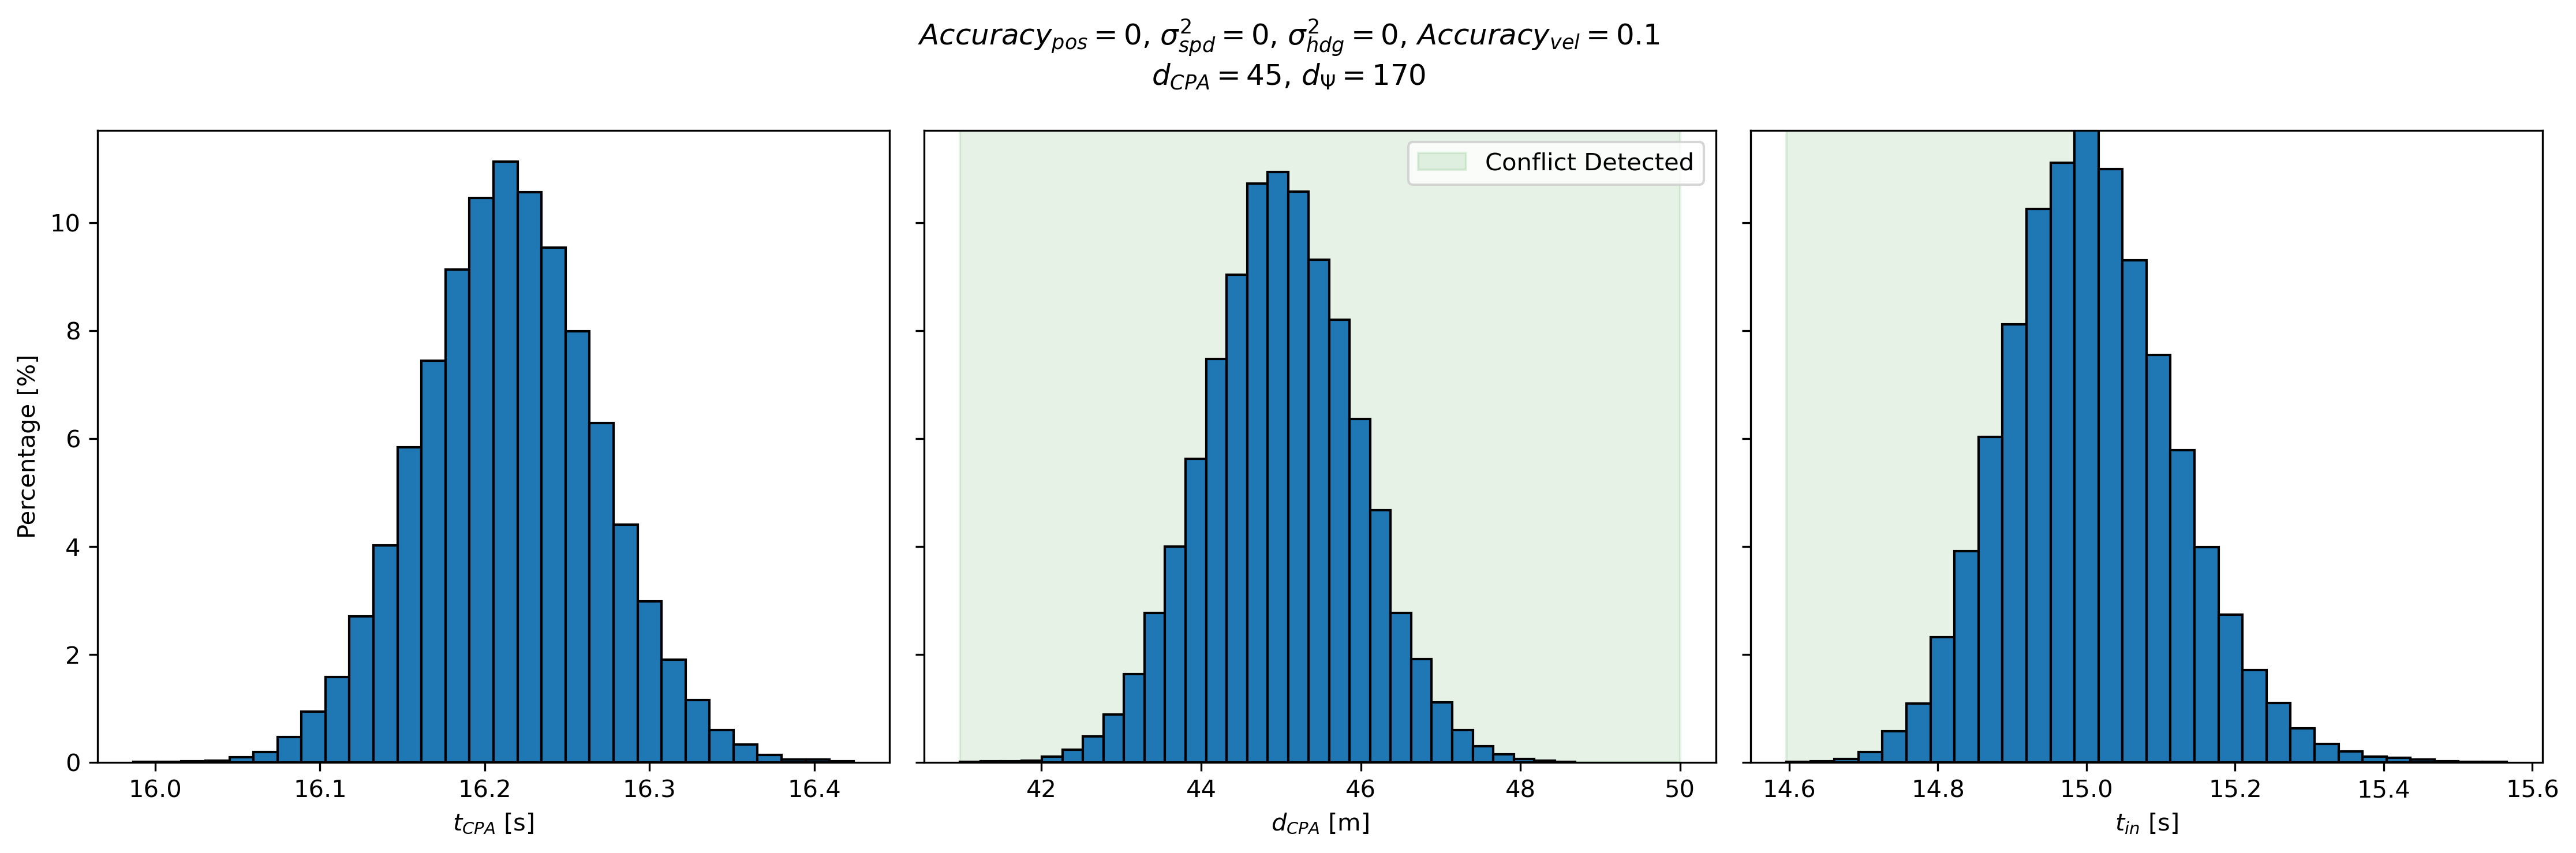 Accuracy_pos = 0, σ²_spd = 0, σ²_hdg = 0, Accuracy_vel = 0.1
d_CPA = 45, d_Ψ = 170
Percentage [%]
10
8
6
4
2
0
16.0 16.1 16.2 16.3 16.4
t_CPA [s]
Conflict Detected
42 44 46 48 50
d_CPA [m]
14.6 14.8 15.0 15.2 15.4 15.6
t_in [s]